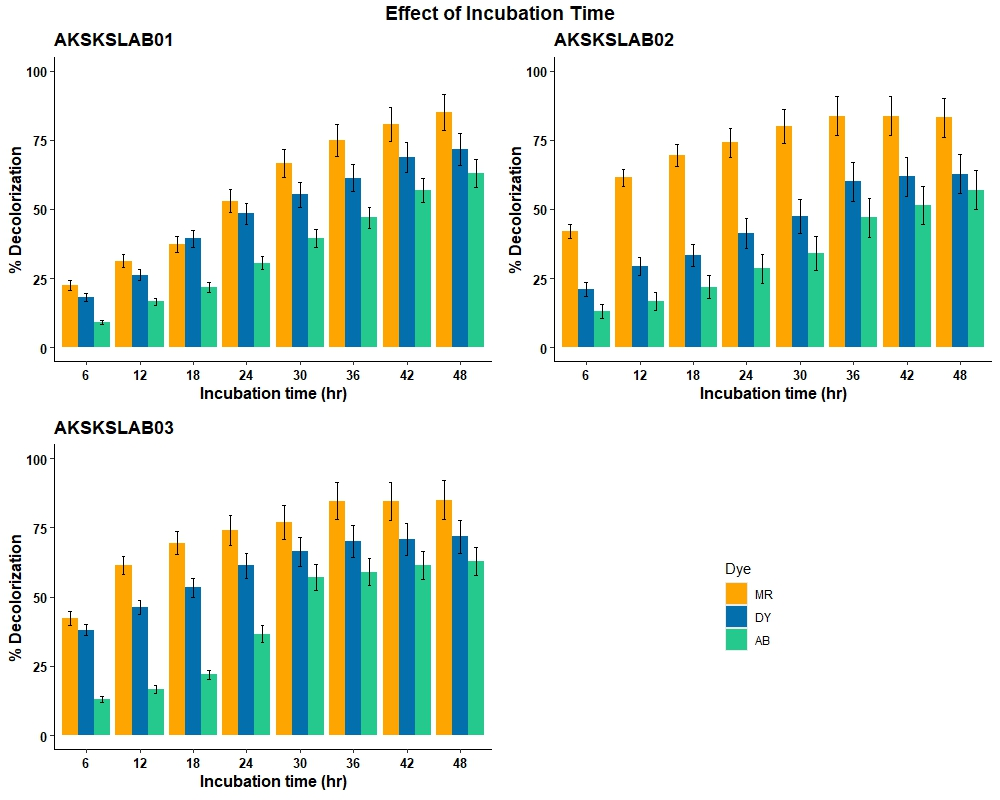 Effect of Incubation Time
AKSKSLAB01
% Decolorization
100
75
50
25
0
6 12 18 24 30 36 42 48
Incubation time (hr)
AKSKSLAB02
% Decolorization
100
75
50
25
0
6 12 18 24 30 36 42 48
Incubation time (hr)
AKSKSLAB03
% Decolorization
100
75
50
25
0
6 12 18 24 30 36 42 48
Incubation time (hr)
Dye
MR
DY
AB